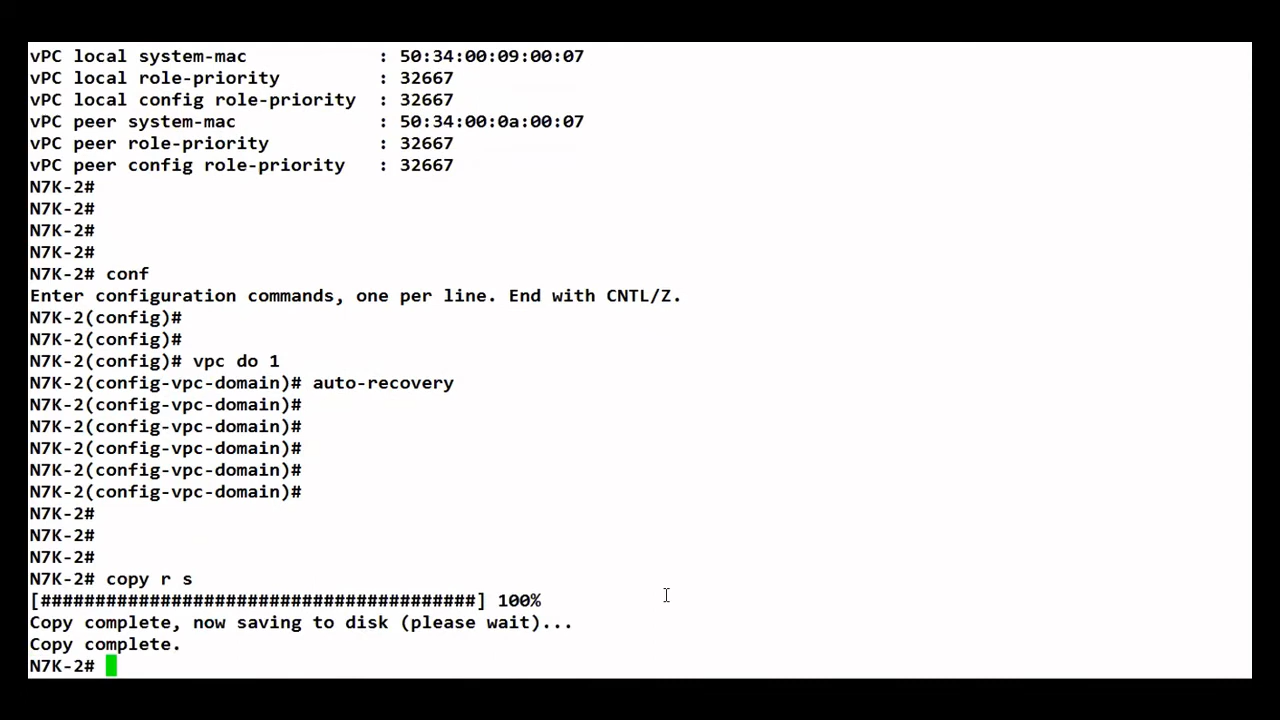 vPC local system-mac            : 50:34:00:09:00:07
vPC local role-priority         : 32667
vPC local config role-priority  : 32667
vPC peer system-mac             : 50:34:00:0a:00:07
vPC peer role-priority          : 32667
vPC peer config role-priority   : 32667
N7K-2#
N7K-2#
N7K-2#
N7K-2#
N7K-2# conf
Enter configuration commands, one per line. End with CNTL/Z.
N7K-2(config)#
N7K-2(config)#
N7K-2(config)# vpc do 1
N7K-2(config-vpc-domain)# auto-recovery
N7K-2(config-vpc-domain)#
N7K-2(config-vpc-domain)#
N7K-2(config-vpc-domain)#
N7K-2(config-vpc-domain)#
N7K-2(config-vpc-domain)#
N7K-2#
N7K-2#
N7K-2#
N7K-2# copy r s
[########################################] 100%
Copy complete, now saving to disk (please wait)...
Copy complete.
N7K-2#